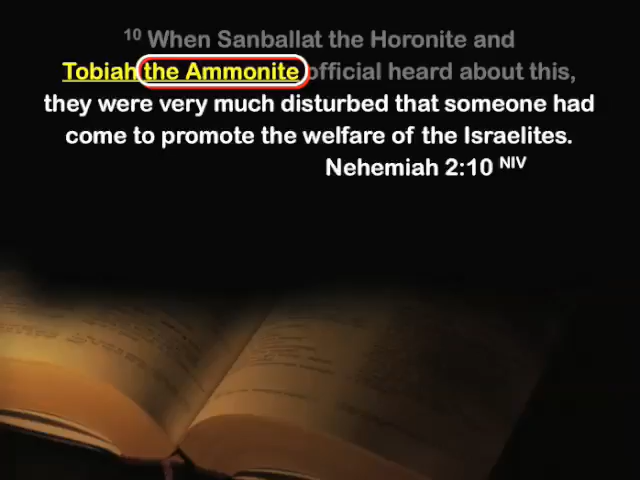 10 When Sanballat the Horonite and
Tobiah the Ammonite official heard about this,
they were very much disturbed that someone had
come to promote the welfare of the Israelites.
Nehemiah 2:10 NIV